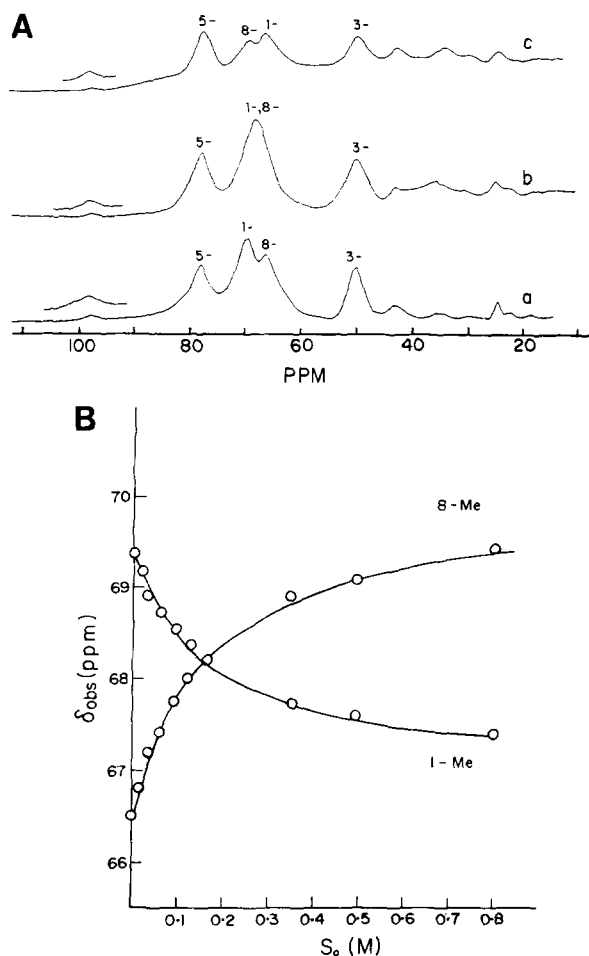 A
5- 8- 1- 3- c
5- 1-,8- 3- b
5- 1- 8- 3- a
100 80 60 40 20
PPM
B
70
69
68
67
66
δobs (ppm)
8-Me
1-Me
0·1 0·2 0·3 0·4 0·5 0·6 0·7 0·8
S₀ (M)